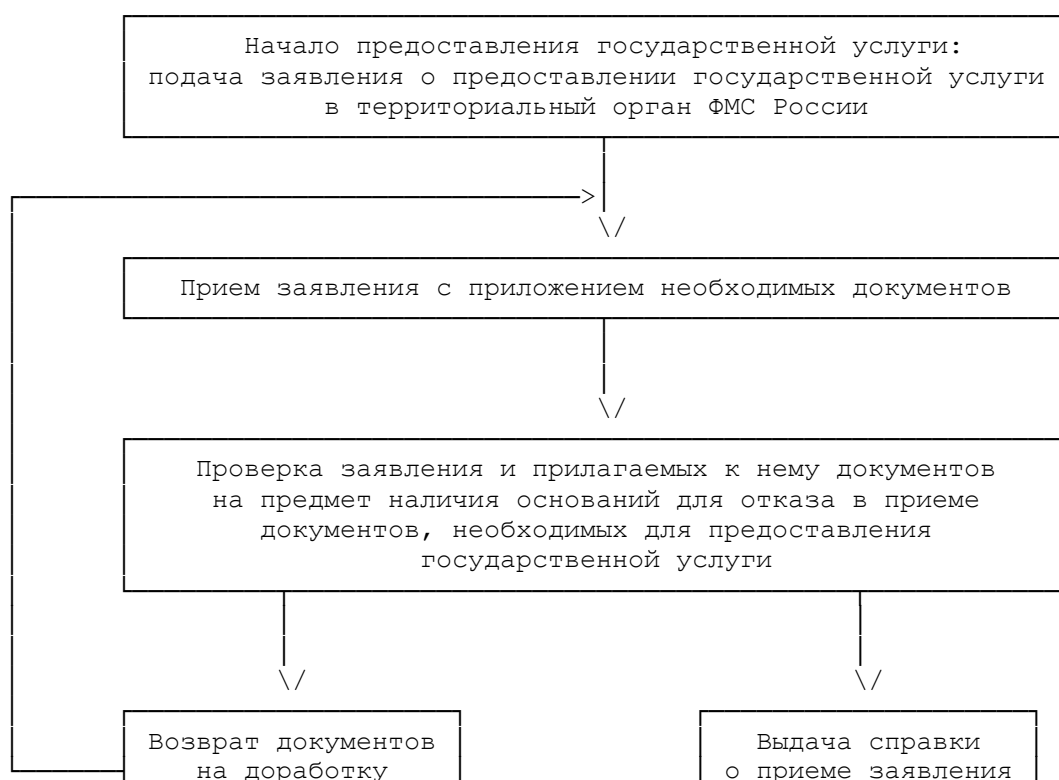 Начало предоставления государственной услуги:
подача заявления о предоставлении государственной услуги
в территориальный орган ФМС России
Прием заявления с приложением необходимых документов
Проверка заявления и прилагаемых к нему документов
на предмет наличия оснований для отказа в приеме
документов, необходимых для предоставления
государственной услуги
Возврат документов
на доработку
Выдача справки
о приеме заявления